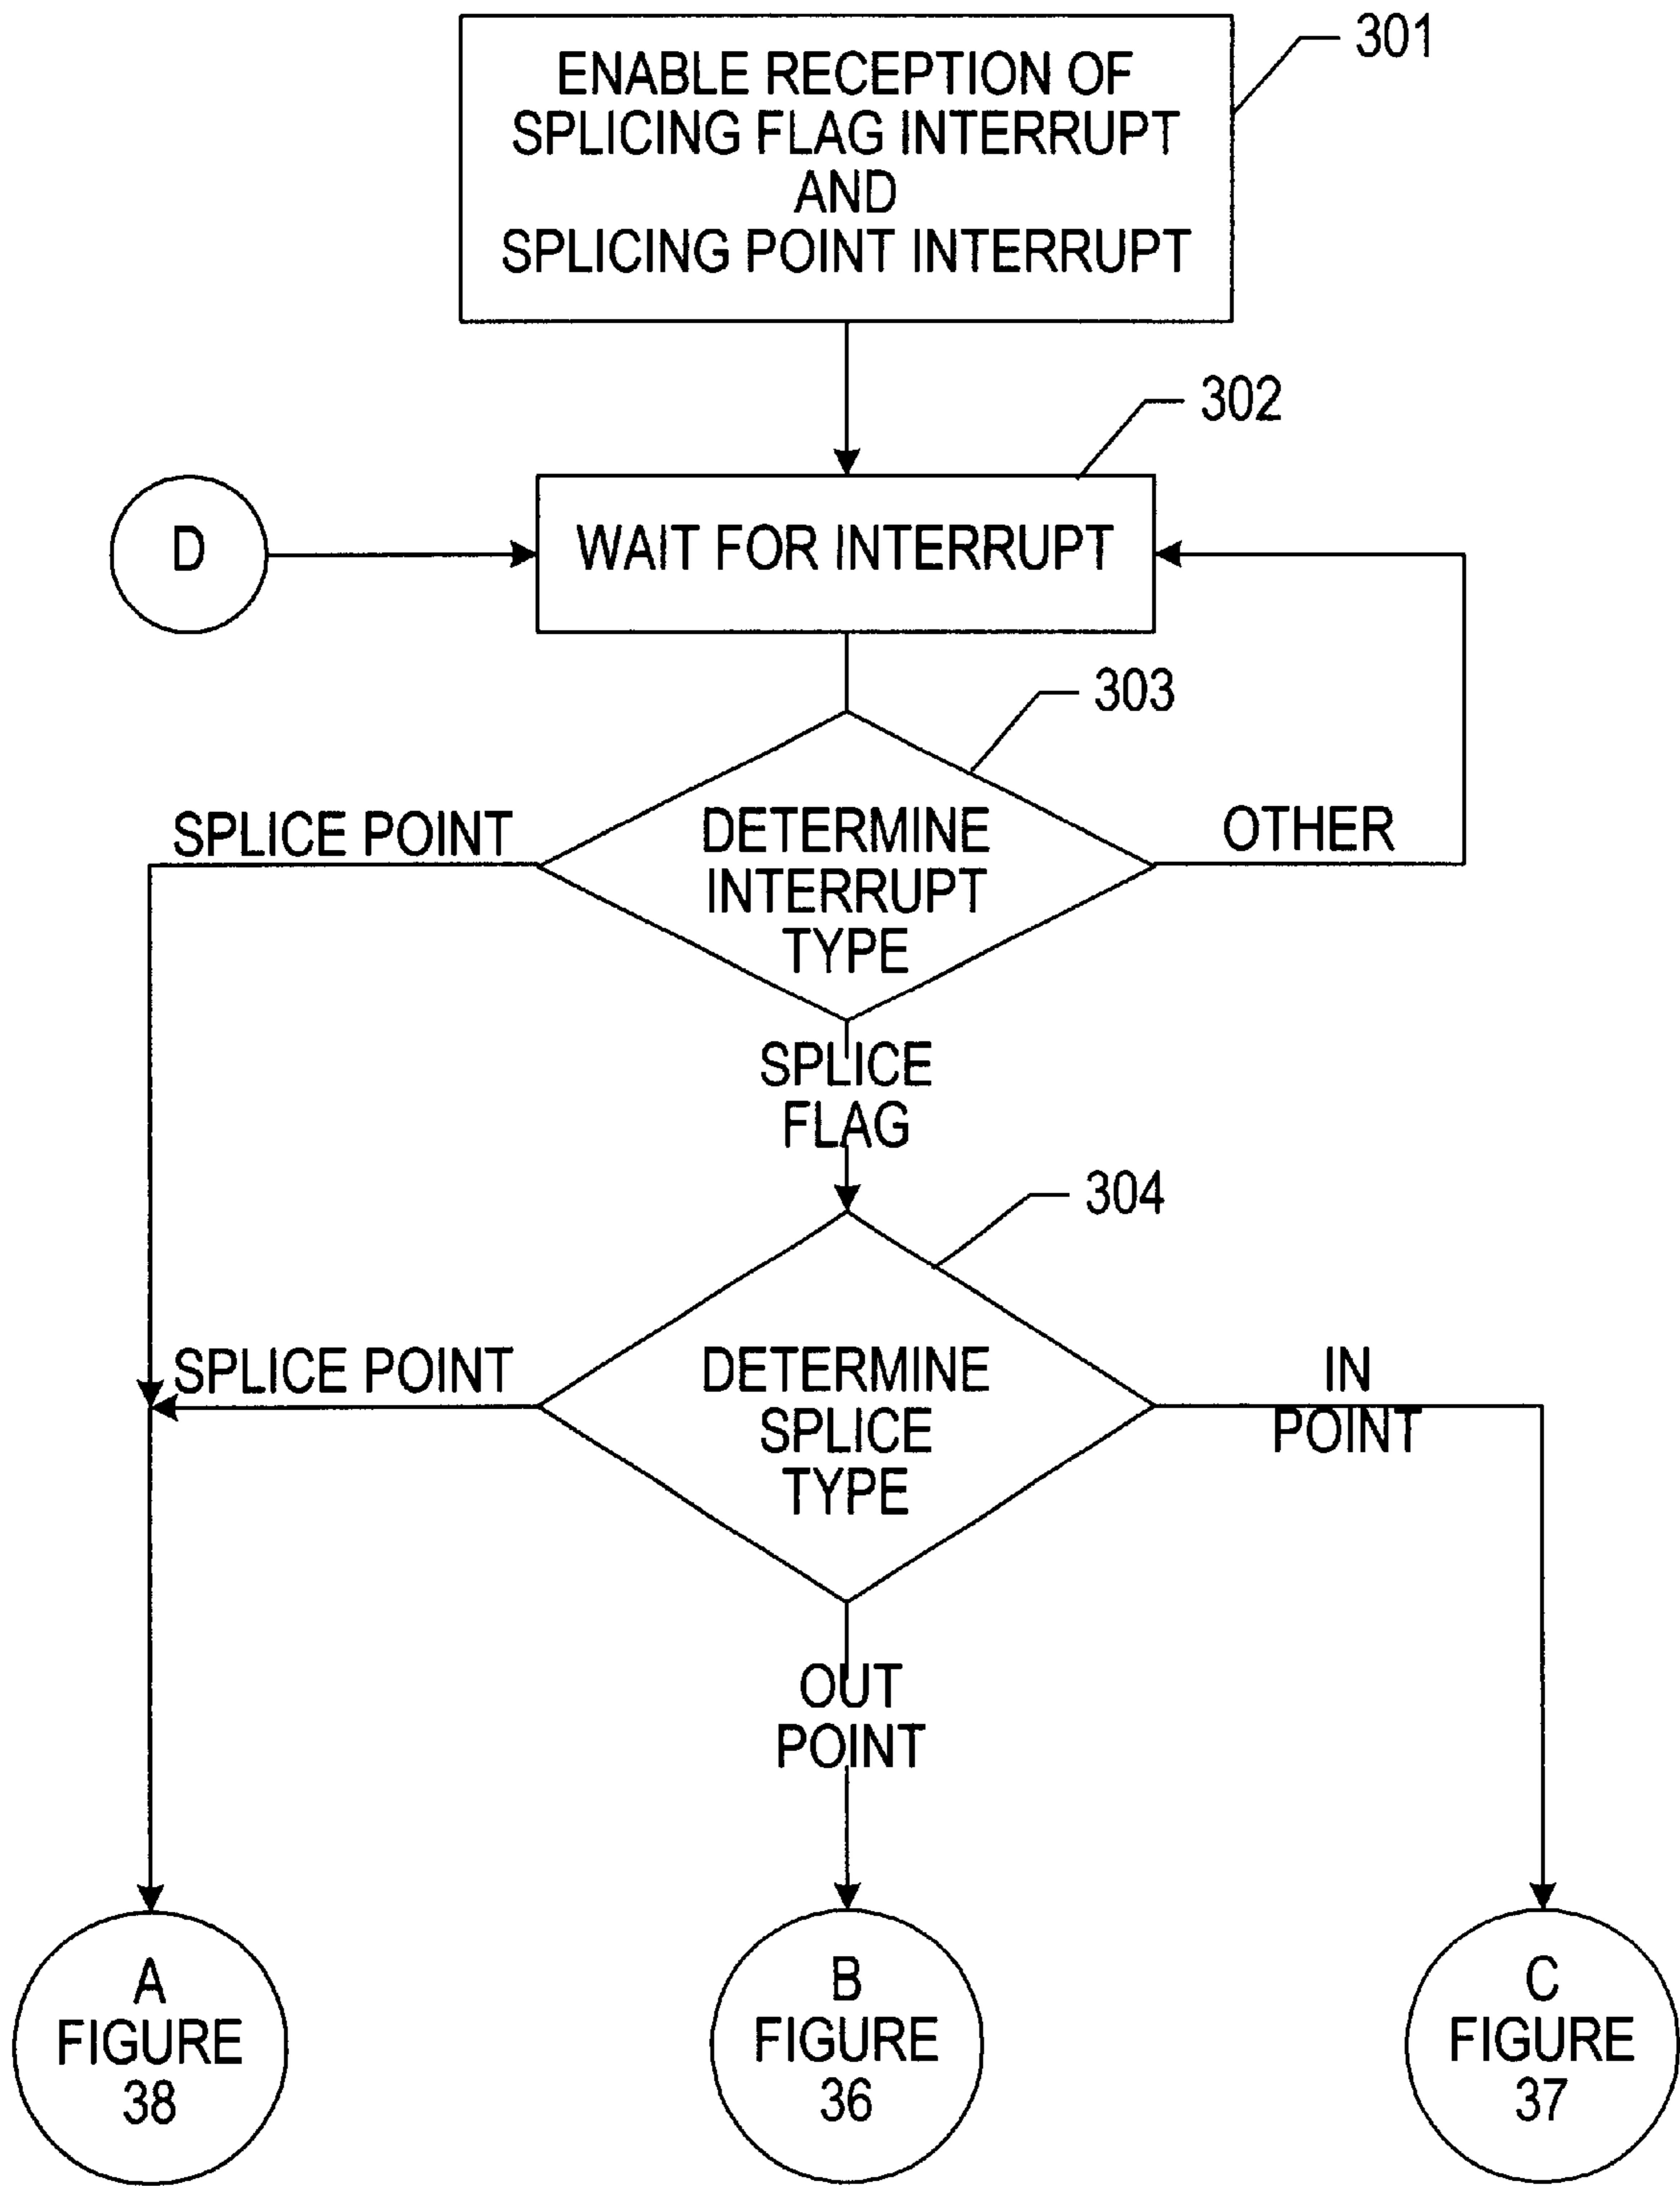 ENABLE RECEPTION OF
SPLICING FLAG INTERRUPT
AND
SPLICING POINT INTERRUPT
301
302
D
WAIT FOR INTERRUPT
303
SPLICE POINT
DETERMINE
INTERRUPT
TYPE
OTHER
SPLICE
FLAG
304
SPLICE POINT
DETERMINE
SPLICE
TYPE
IN
POINT
OUT
POINT
A
FIGURE
38
B
FIGURE
36
C
FIGURE
37